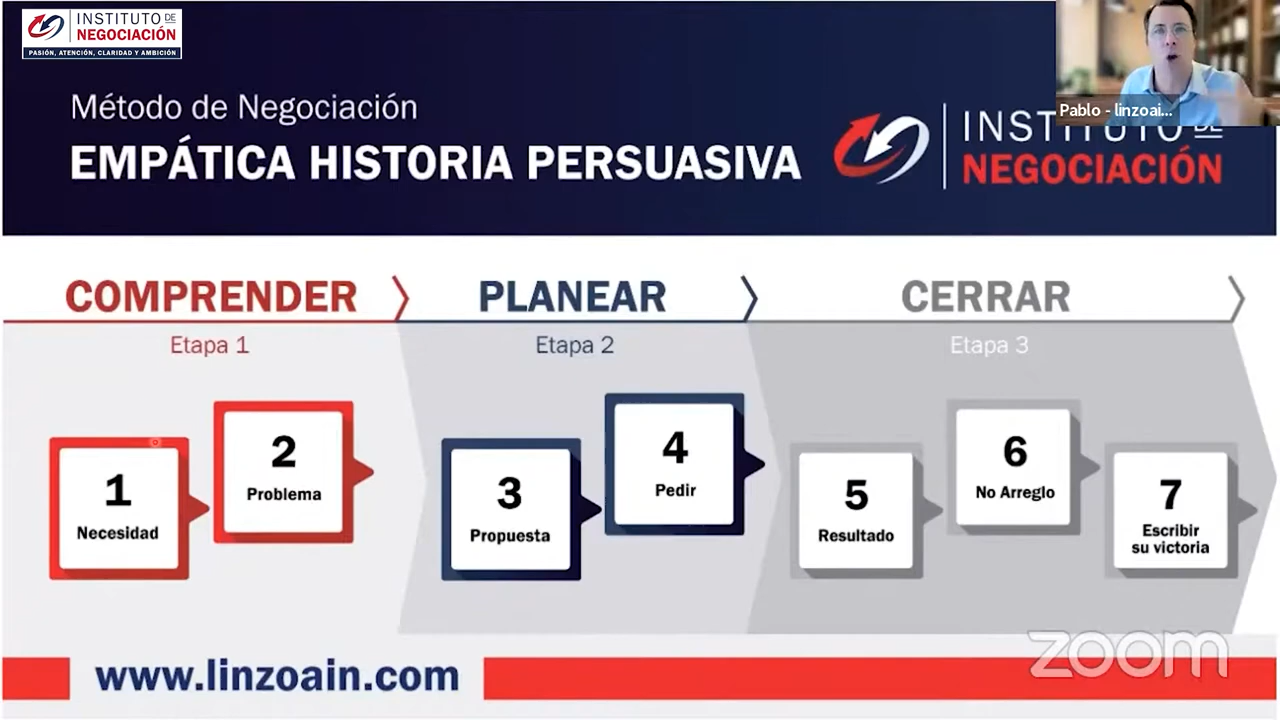 INSTITUTO DE
NEGOCIACIÓN
PASIÓN, ATENCIÓN, CLARIDAD Y AMBICIÓN
Pablo - linzoai...
Método de Negociación
EMPÁTICA HISTORIA PERSUASIVA
INSTITUTO DE
NEGOCIACIÓN
COMPRENDER
PLANEAR
CERRAR
Etapa 1
Etapa 2
Etapa 3
1
Necesidad
2
Problema
3
Propuesta
4
Pedir
5
Resultado
6
No Arreglo
7
Escribir
su victoria
zoom
www.linzoain.com